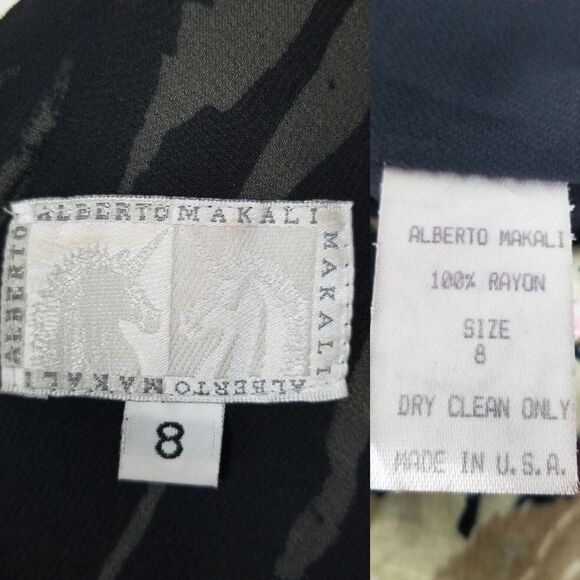 ALBERTO MAKALI
ALBERTO
MAKALI
ALBERTO MAKALI
8
ALBERTO MAKALI
100% RAYON
SIZE
8
DRY CLEAN ONLY
MADE IN U.S.A.